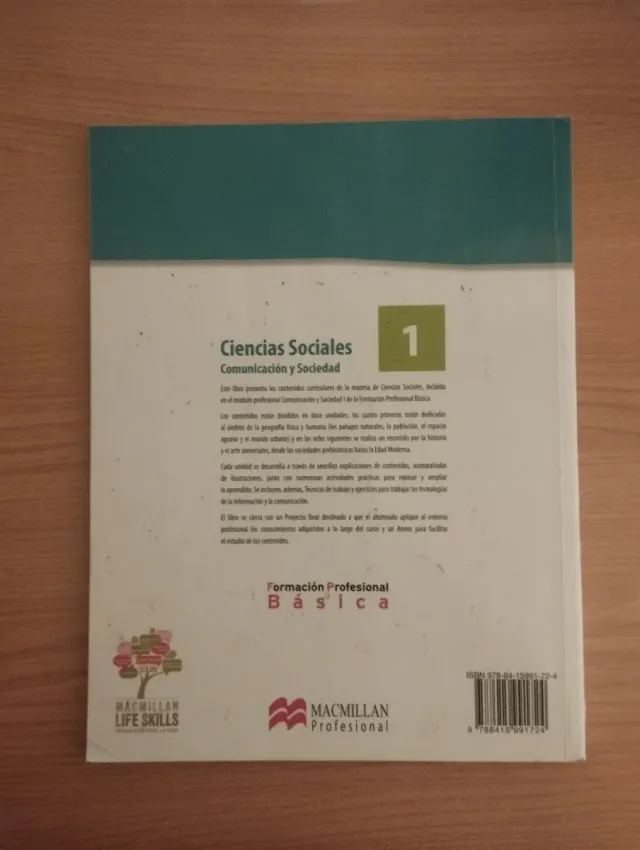 Ciencias Sociales
1
Comunicación y Sociedad
Este libro presenta los contenidos curriculares de la materia de Ciencias Sociales, incluida
en el módulo profesional Comunicación y Sociedad I de la Formación Profesional Básica.
Los contenidos están divididos en doce unidades; las cuatro primeras están dedicadas
al ámbito de la geografía física y humana (los paisajes naturales, la población, el espacio
agrario y el mundo urbano) y en las ocho siguientes se realiza un recorrido por la historia
y el arte universales, desde las sociedades prehistóricas hasta la Edad Moderna.
Cada unidad se desarrolla a través de sencillas explicaciones de contenidos, acompañadas
de ilustraciones, junto con numerosas actividades prácticas para repasar y ampliar
lo aprendido. Se incluyen, además, Técnicas de trabajo y ejercicios para trabajar las tecnologías
de la información y la comunicación.
El libro se cierra con un Proyecto final destinado a que el alumnado aplique al entorno
profesional los conocimientos adquiridos a lo largo del curso y un Anexo para facilitar
el estudio de los contenidos.
Formación Profesional
Básica
MACMILLAN
LIFE SKILLS
MACMILLAN
Profesional
ISBN 978-84-15991-72-4
9 788415 991724